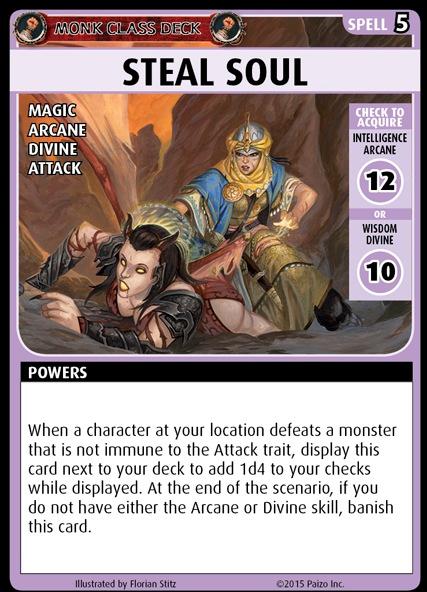 MONK CLASS DECK
SPELL 5
STEAL SOUL
MAGIC
ARCANE
DIVINE
ATTACK
CHECK TO
ACQUIRE
INTELLIGENCE
ARCANE
12
OR
WISDOM
DIVINE
10
POWERS
When a character at your location defeats a monster
that is not immune to the Attack trait, display this
card next to your deck to add 1d4 to your checks
while displayed. At the end of the scenario, if you
do not have either the Arcane or Divine skill, banish
this card.
Illustrated by Florian Stitz
©2015 Paizo Inc.